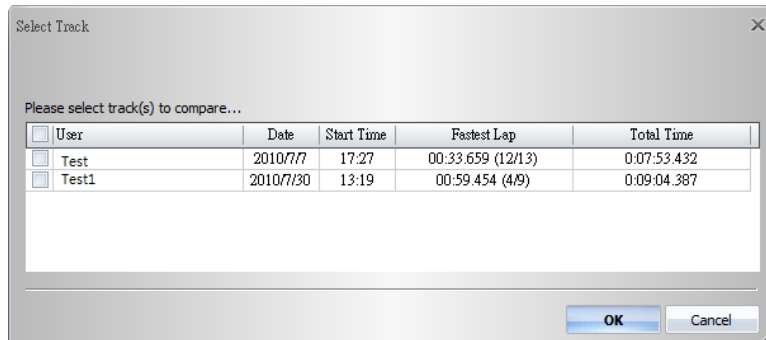 Select Track
Please select track(s) to compare...
User Date Start Time Fastest Lap Total Time
Test 2010/7/7 17:27 00:33.659 (12/13) 0:07:53.432
Test1 2010/7/30 13:19 00:59.454 (4/9) 0:09:04.387
OK Cancel